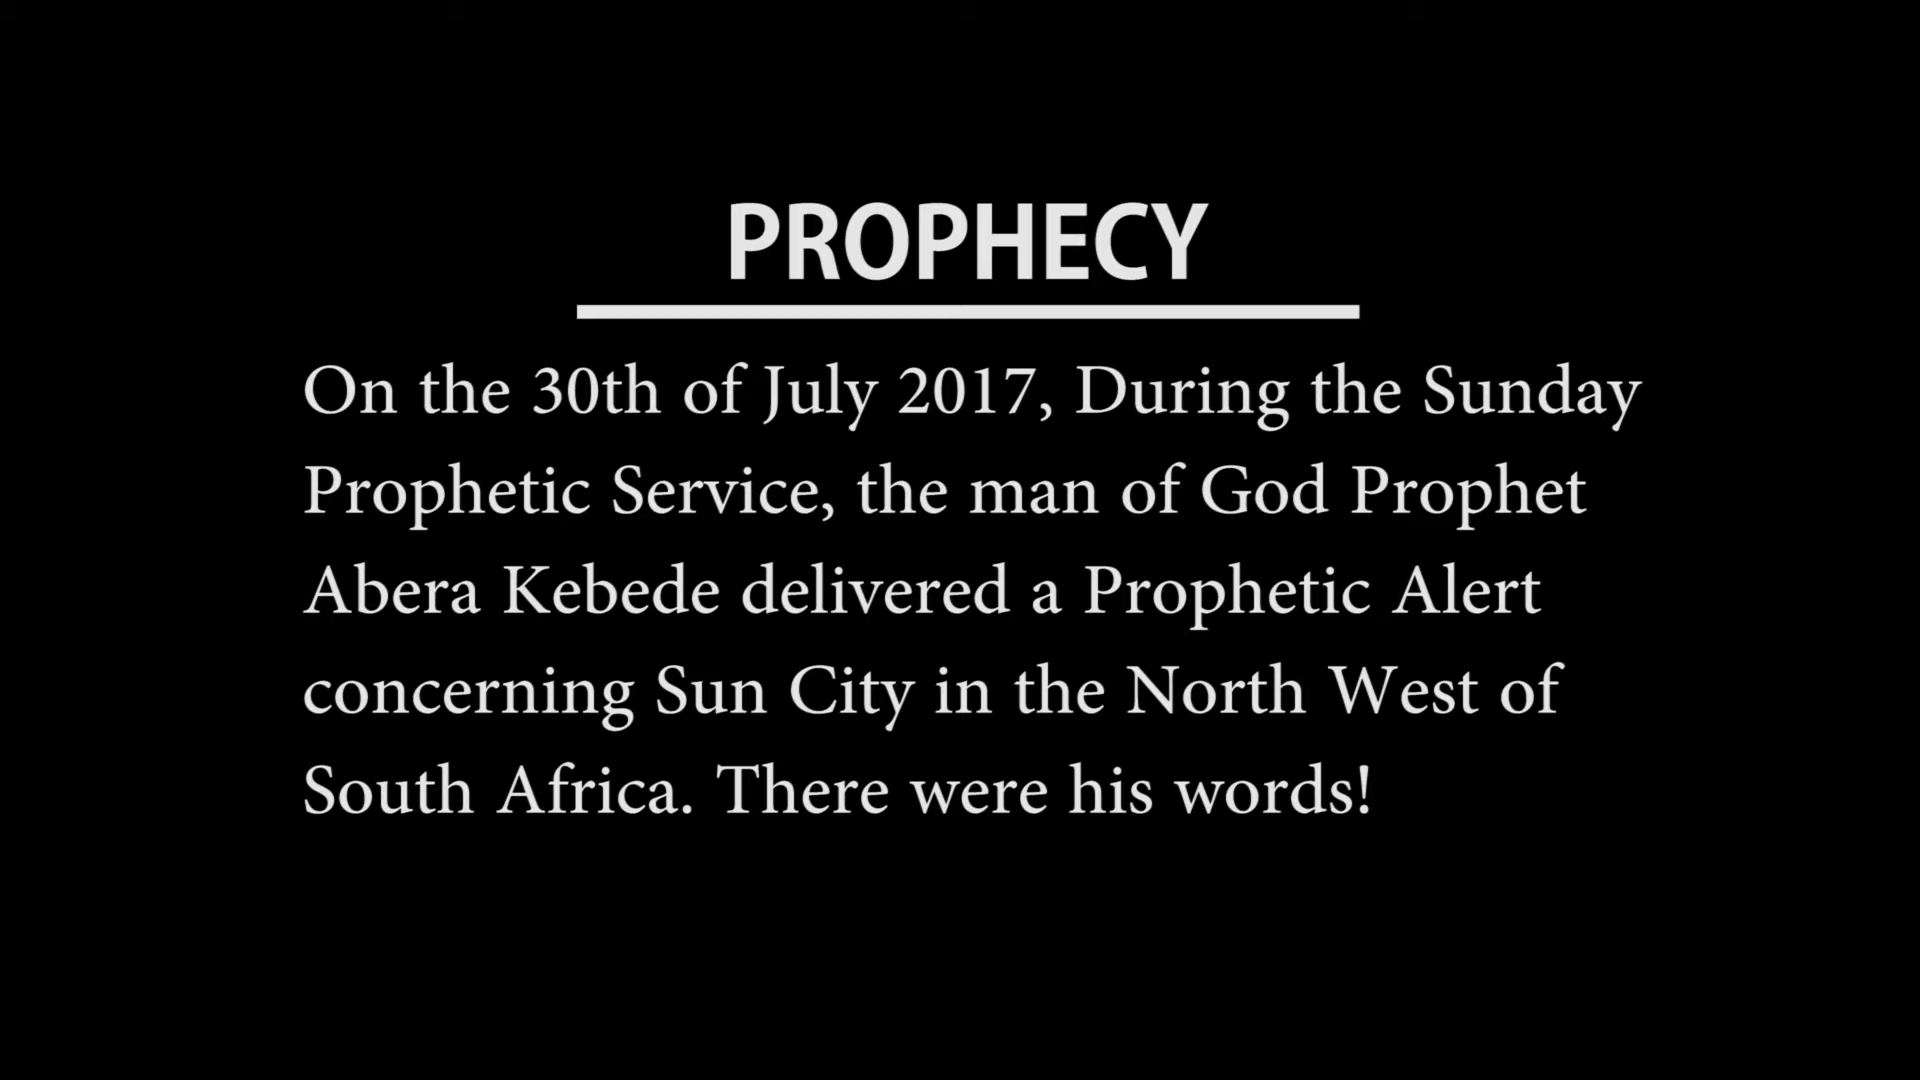 PROPHECY
On the 30th of July 2017, During the Sunday
Prophetic Service, the man of God Prophet
Abera Kebede delivered a Prophetic Alert
concerning Sun City in the North West of
South Africa. There were his words!